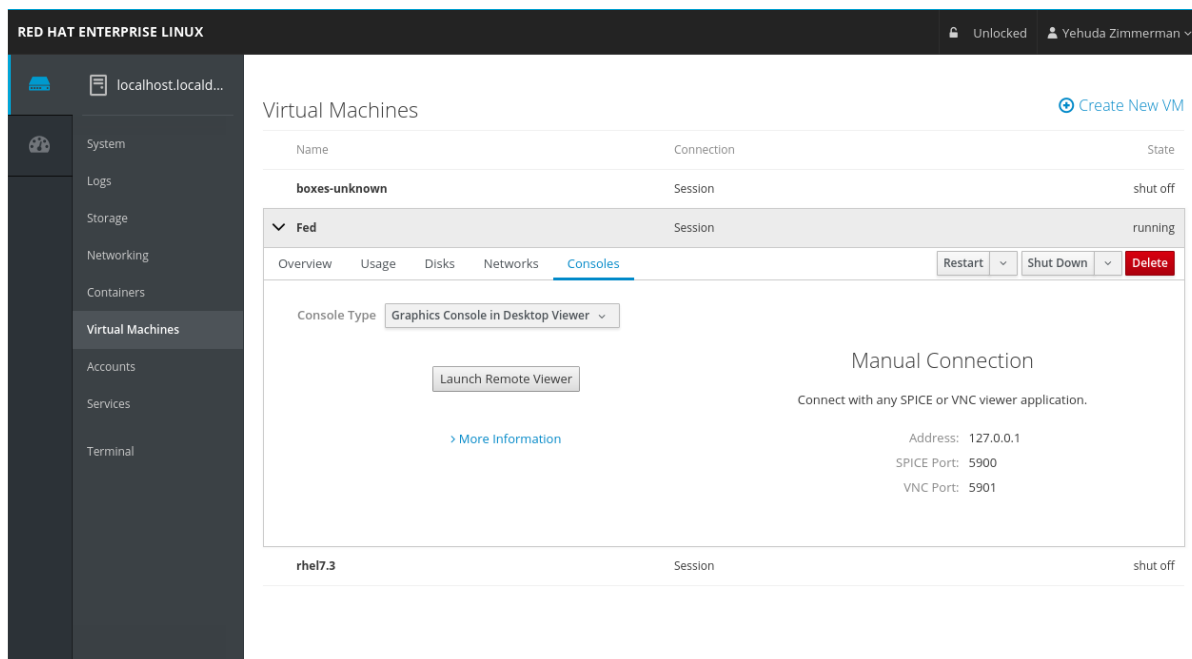 RED HAT ENTERPRISE LINUX Unlocked Yehuda Zimmerman
localhost.locald...
System
Logs
Storage
Networking
Containers
Virtual Machines
Accounts
Services
Terminal
Virtual Machines Create New VM
Name Connection State
boxes-unknown Session shut off
Fed Session running
Overview Usage Disks Networks Consoles Restart Shut Down Delete
Console Type Graphics Console in Desktop Viewer
Launch Remote Viewer
More Information
Manual Connection
Connect with any SPICE or VNC viewer application.
Address: 127.0.0.1
SPICE Port: 5900
VNC Port: 5901
rhel7.3 Session shut off